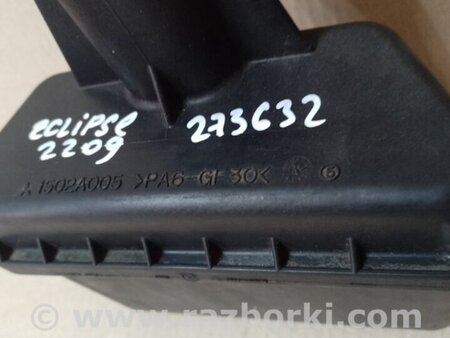 ECLIPSE 273632
2209
1502A005 >PA6-GF30<
© www.razborki.com